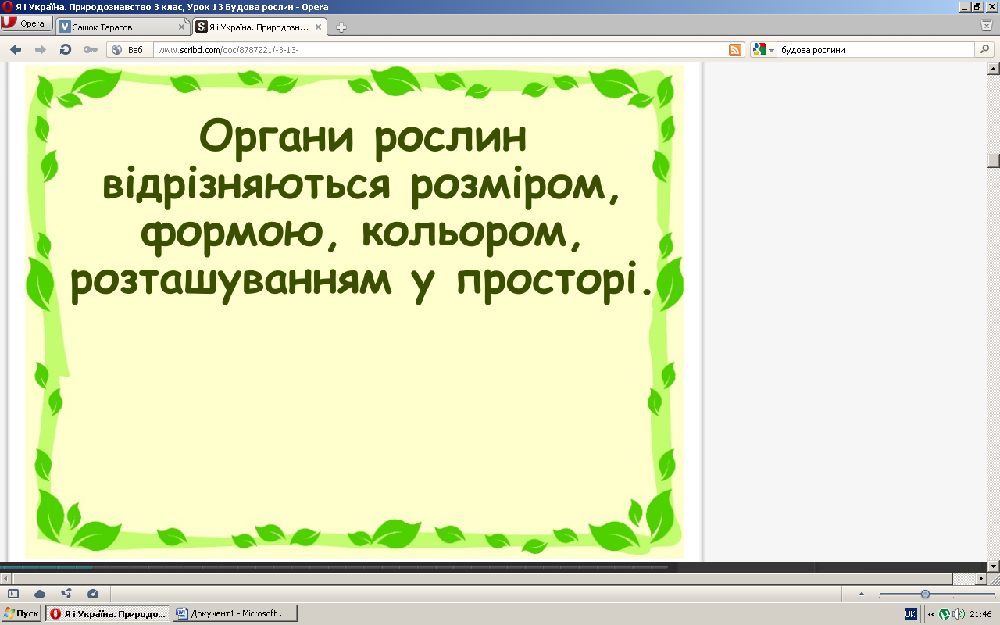 Я і Україна. Природознавство 3 клас, Урок 13 Будова рослин - Opera
Opera
Сашок Тарасов
Я і Україна. Природозн...
Веб
www.scribd.com/doc/8787221/-3-13-
будова рослини
Органи рослин
відрізняються розміром,
формою, кольором,
розташуванням у просторі.
Пуск
Я і Україна. Природо...
Документ1 - Microsoft ...
UK
21:46